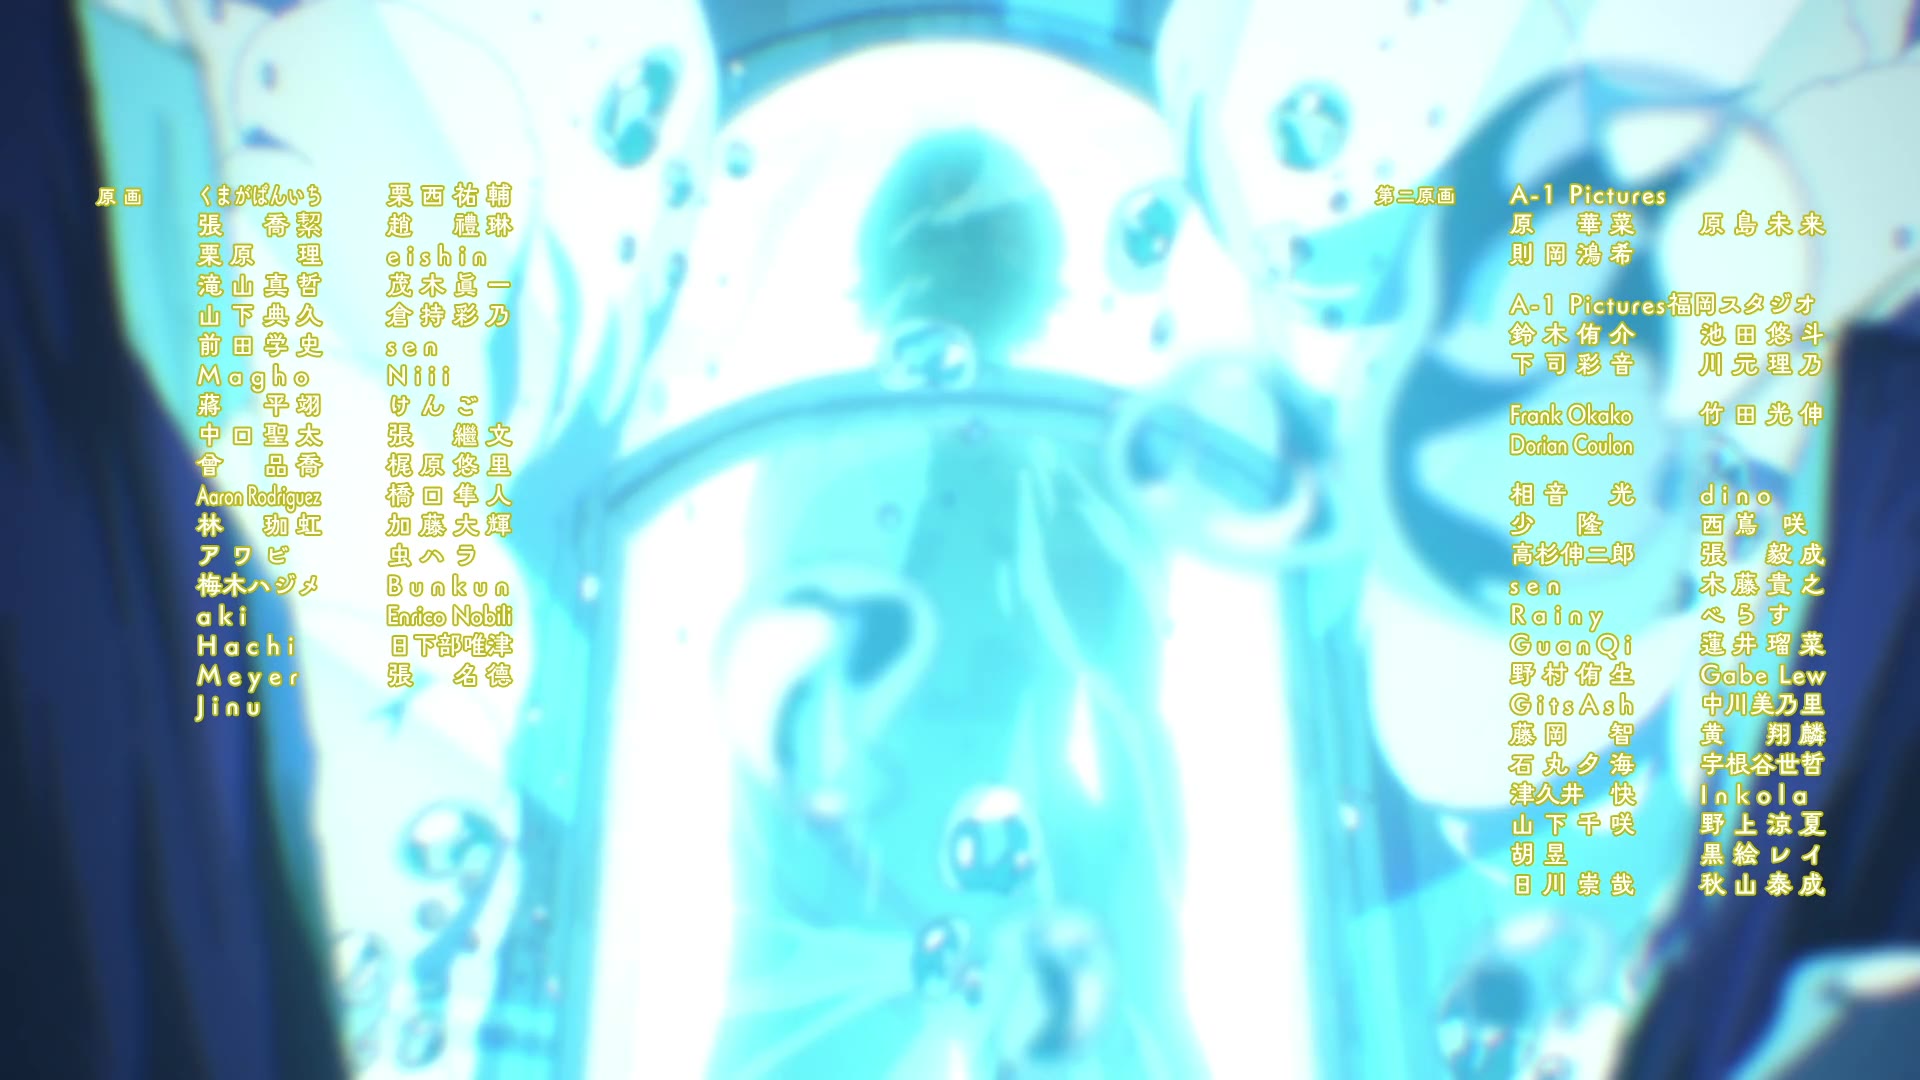 原画
くまがぱんいち 栗西祐輔
張 喬絜 趙 禮琳
栗原 理 eishin
滝山真哲 茂木眞一
山下典久 倉持彩乃
前田学史 sen
Magho Niii
蔣 平翊 けんご
中口聖太 張 繼文
曾 品喬 梶原悠里
Aaron Rodriguez 橋口隼人
林 珈虹 加藤大輝
アワビ 虫ハラ
梅木ハジメ Bunkun
aki Enrico Nobili
Hachi 日下部唯津
Meyer 張 名德
Jinu
第二原画
A-1 Pictures
原 華菜 原島未来
則岡鴻希
A-1 Pictures福岡スタジオ
鈴木侑介 池田悠斗
下司彩音 川元理乃
Frank Okako 竹田光伸
Dorian Coulon
相音 光 dino
少 隆 西嶌 咲
高杉伸二郎 張 毅成
sen 木藤貴之
Rainy べらす
GuanQi 蓮井瑠菜
野村侑生 Gabe Lew
GitsAsh 中川美乃里
藤岡 智 黄 翔麟
石丸夕海 宇根谷世哲
津久井 快 Inkola
山下千咲 野上涼夏
胡昱 黒絵レイ
日川崇哉 秋山泰成